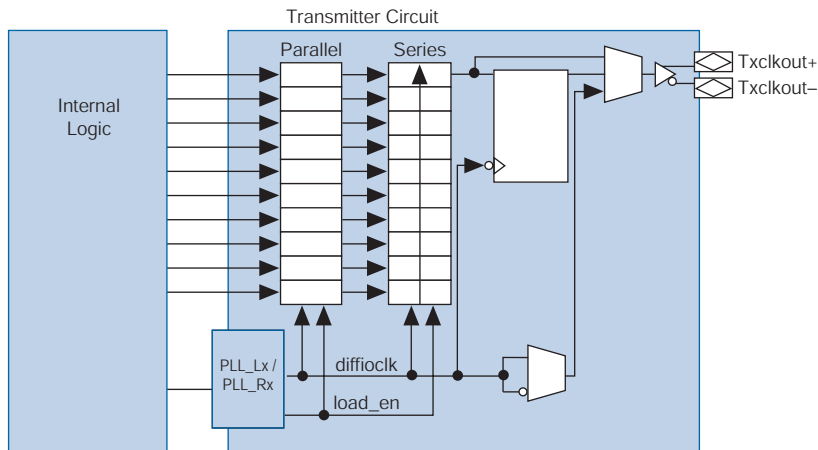 Transmitter Circuit
Parallel
Series
Txclkout+
Txclkout–
Internal
Logic
PLL_Lx /
PLL_Rx
diffioclk
load_en